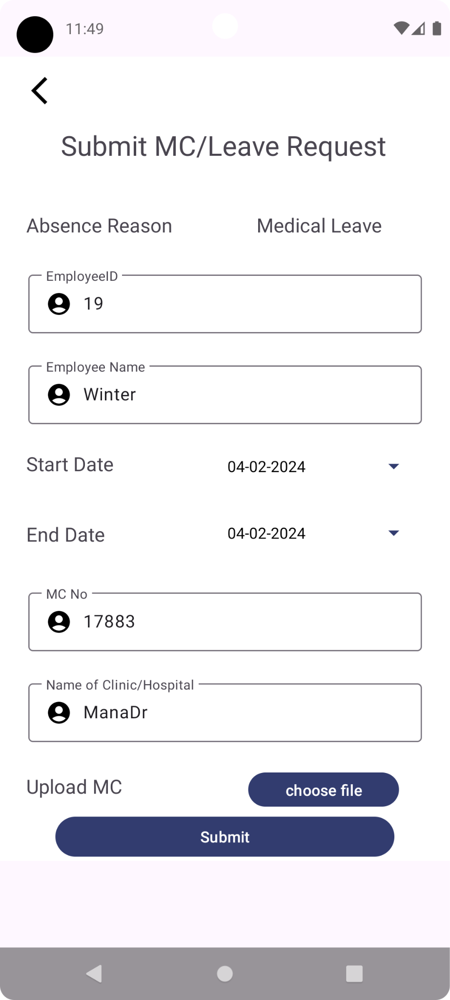 11:49
Submit MC/Leave Request
Absence Reason Medical Leave
EmployeeID
19
Employee Name
Winter
Start Date 04-02-2024
End Date 04-02-2024
MC No
17883
Name of Clinic/Hospital
ManaDr
Upload MC choose file
Submit